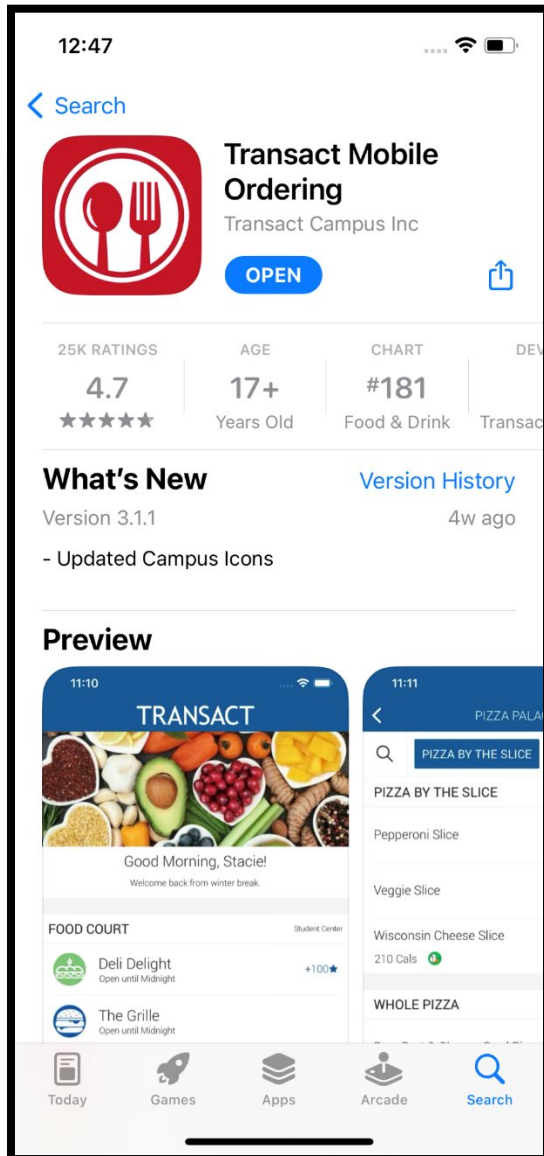 12:47
Search
Transact Mobile
Ordering
Transact Campus Inc
OPEN
25K RATINGS AGE CHART DEV
4.7 17+ #181
Years Old Food & Drink Transac
What's New Version History
Version 3.1.1 4w ago
- Updated Campus Icons
Preview
11:10
TRANSACT
Good Morning, Stacie!
Welcome back from winter break.
FOOD COURT Student Center
Deli Delight +100
Open until Midnight
The Grille
Open until Midnight
11:11
PIZZA PALA
PIZZA BY THE SLICE
PIZZA BY THE SLICE
Pepperoni Slice
Veggie Slice
Wisconsin Cheese Slice
210 Cals
WHOLE PIZZA
Today Games Apps Arcade Search